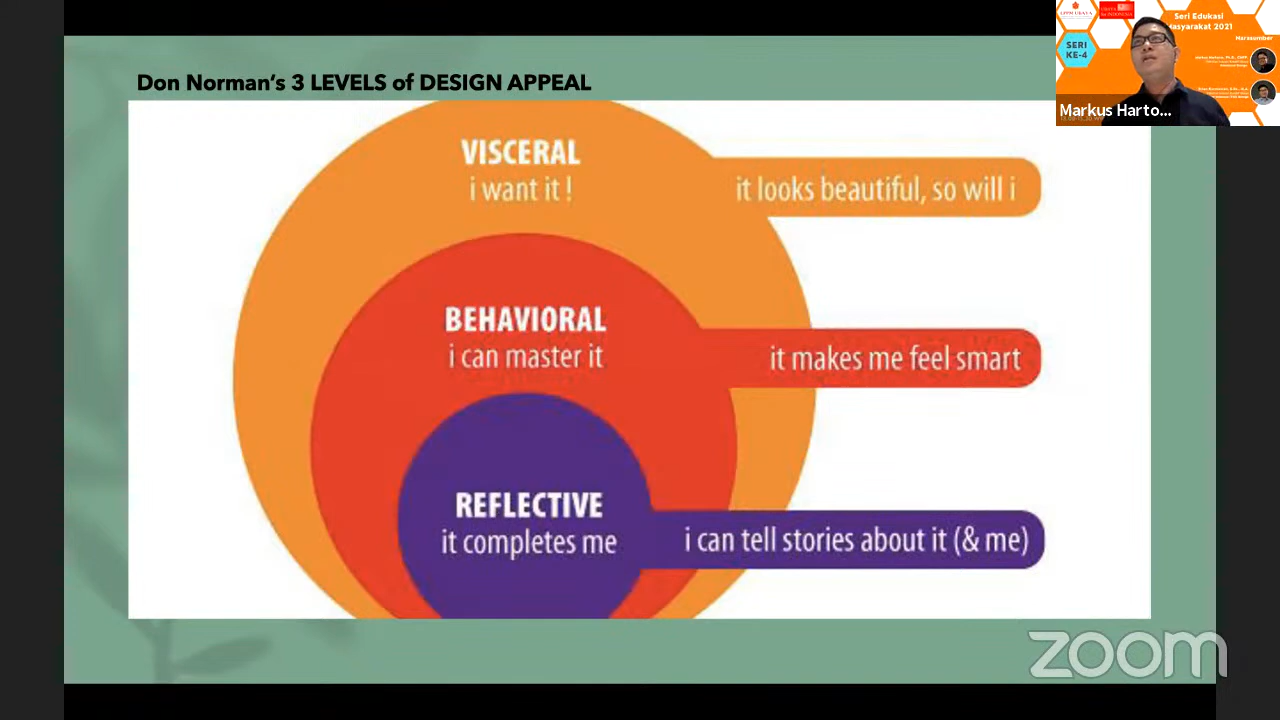 Don Norman's 3 LEVELS of DESIGN APPEAL
VISCERAL
i want it !
it looks beautiful, so will i
BEHAVIORAL
i can master it
it makes me feel smart
REFLECTIVE
it completes me
i can tell stories about it (& me)
Seri Edukasi
Masyarakat 2021
Narasumber
SERI
KE-4
Markus Harto...
zoom